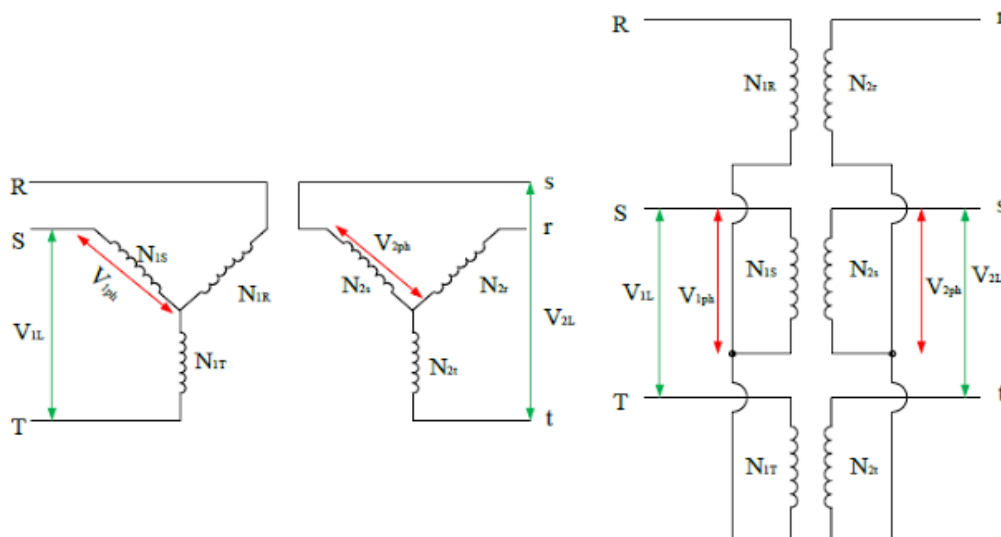 R
S
T
V1L
V1ph
N1S
N1R
N1T
s
r
t
V2ph
N2s
N2r
N2t
V2L
R
S
T
N1R
N2r
V1L
V1ph
N1S
N2s
V2ph
V2L
s
N1T
N2t
t